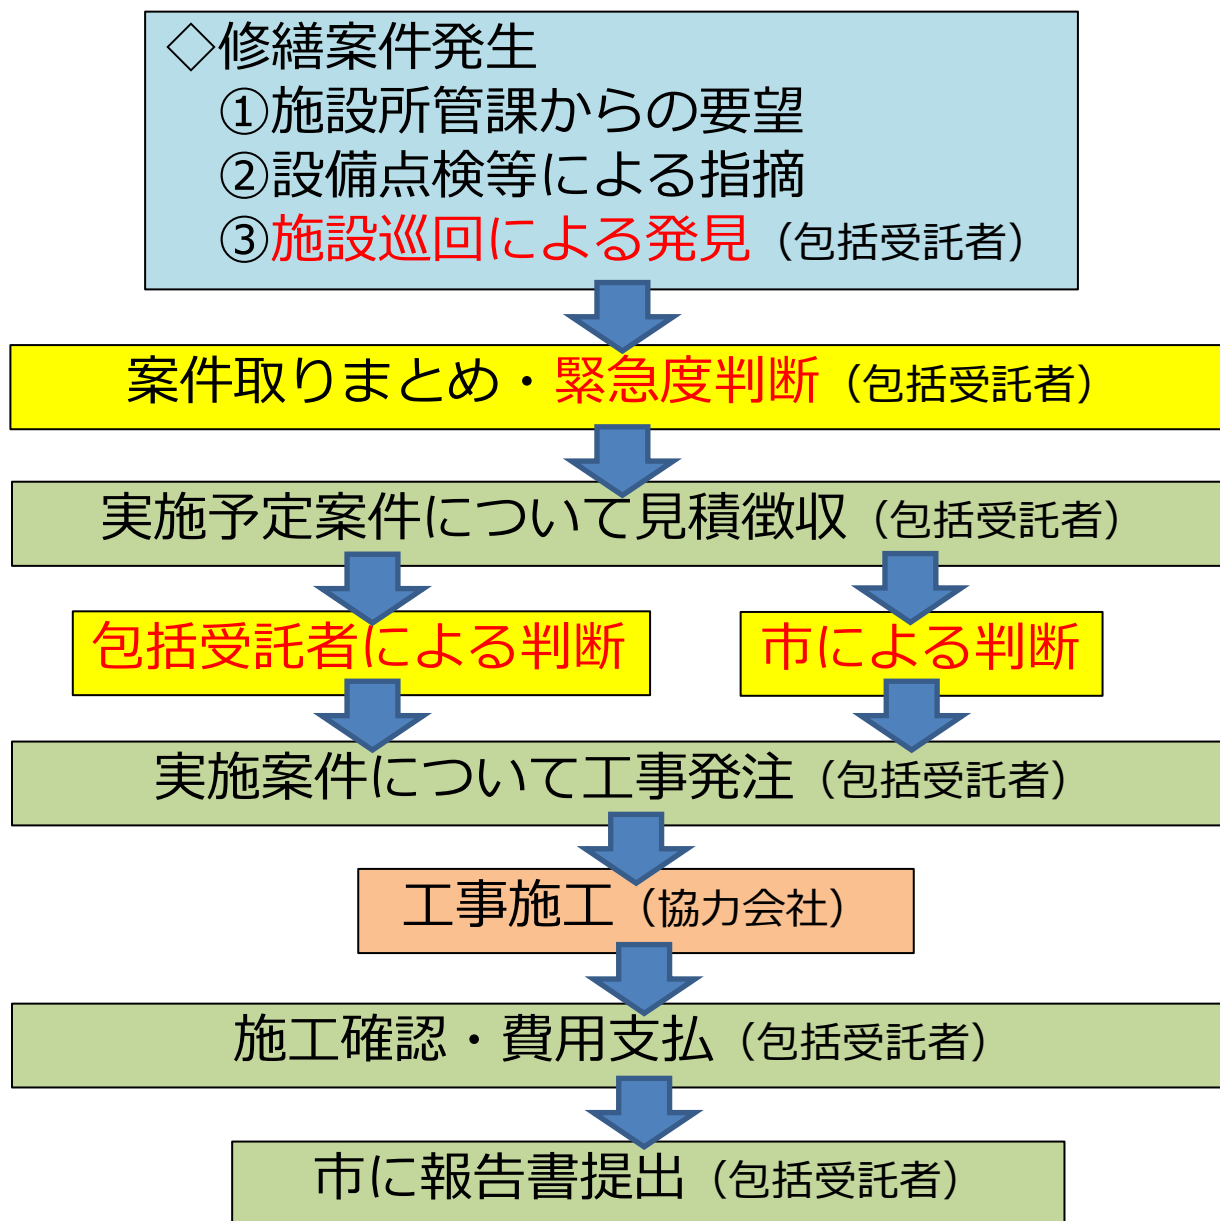 ◇修繕案件発生
①施設所管課からの要望
②設備点検等による指摘
③施設巡回による発見（包括受託者）
案件取りまとめ・緊急度判断（包括受託者）
実施予定案件について見積徴収（包括受託者）
包括受託者による判断
市による判断
実施案件について工事発注（包括受託者）
工事施工（協力会社）
施工確認・費用支払（包括受託者）
市に報告書提出（包括受託者）